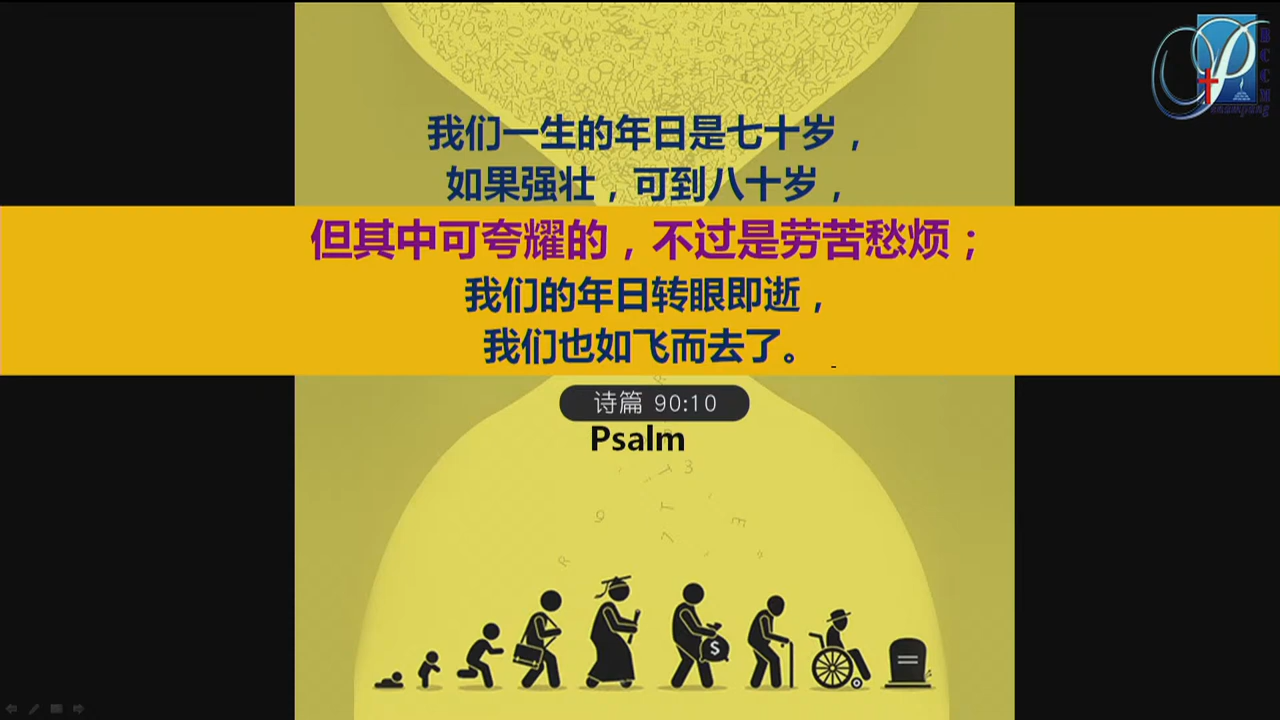 我们一生的年日是七十岁，
如果强壮，可到八十岁，
但其中可夸耀的，不过是劳苦愁烦；
我们的年日转眼即逝，
我们也如飞而去了。
诗篇 90:10
Psalm
$